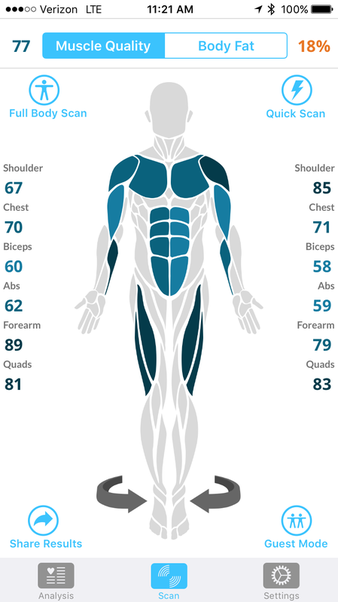 Verizon LTE 11:21 AM 100%
77 Muscle Quality Body Fat 18%
Full Body Scan Quick Scan
Shoulder Shoulder
67 85
Chest Chest
70 71
Biceps Biceps
60 58
Abs Abs
62 59
Forearm Forearm
89 79
Quads Quads
81 83
Share Results Guest Mode
Analysis Scan Settings